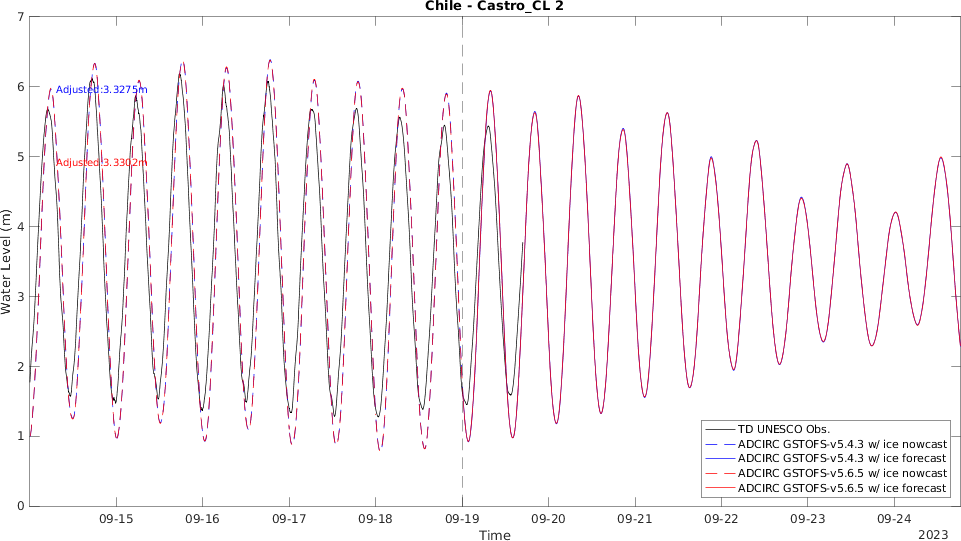 Chile - Castro_CL 2
7
6
5
4
3
2
1
0
Water Level (m)
Adjusted:3.3275m
Adjusted:3.3302m
TD UNESCO Obs.
ADCIRC GSTOFS-v5.4.3 w/ ice nowcast
ADCIRC GSTOFS-v5.4.3 w/ ice forecast
ADCIRC GSTOFS-v5.6.5 w/ ice nowcast
ADCIRC GSTOFS-v5.6.5 w/ ice forecast
09-15 09-16 09-17 09-18 09-19 09-20 09-21 09-22 09-23 09-24
Time
2023